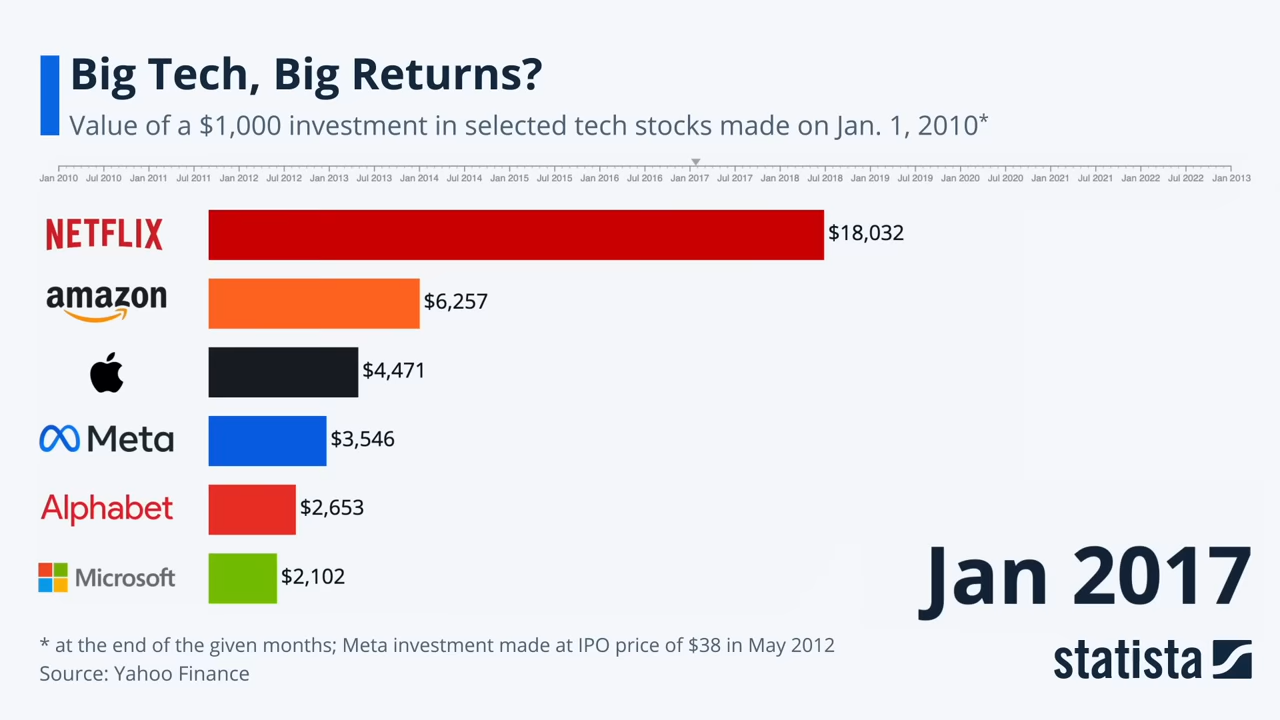 Big Tech, Big Returns?
Value of a $1,000 investment in selected tech stocks made on Jan. 1, 2010*
Jan 2010 Jul 2010 Jan 2011 Jul 2011 Jan 2012 Jul 2012 Jan 2013 Jul 2013 Jan 2014 Jul 2014 Jan 2015 Jul 2015 Jan 2016 Jul 2016 Jan 2017 Jul 2017 Jan 2018 Jul 2018 Jan 2019 Jul 2019 Jan 2020 Jul 2020 Jan 2021 Jul 2021 Jan 2022 Jul 2022 Jan 2013
NETFLIX $18,032
amazon $6,257
$4,471
Meta $3,546
Alphabet $2,653
Microsoft $2,102
Jan 2017
* at the end of the given months; Meta investment made at IPO price of $38 in May 2012
Source: Yahoo Finance
statista